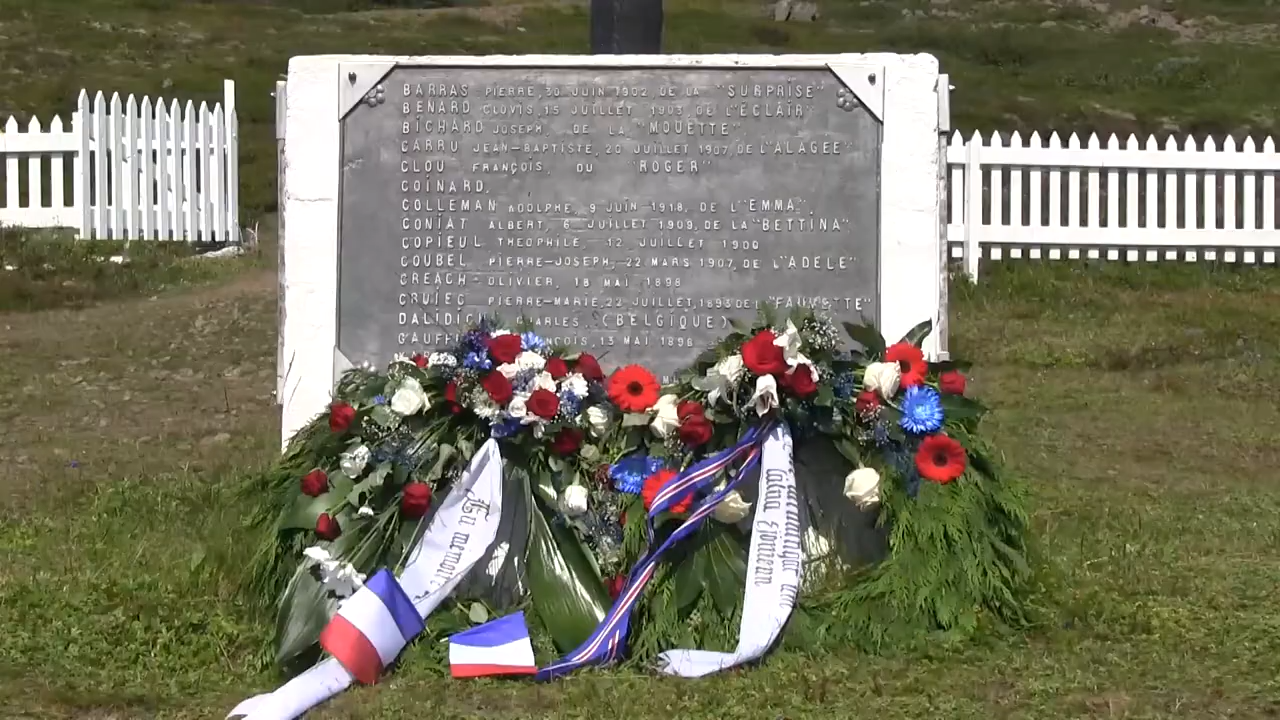 BARRAS PIERRE, 30 JUIN 1902, DE LA "SURPRISE"
BENARD CLOVIS, 15 JUILLET 1903, DE L'"ECLAIR"
BICHARD JOSEPH, DE LA "MOUETTE"
CARRU JEAN-BAPTISTE, 20 JUILLET 1907, DE L'"ALAGEE"
CLOU FRANÇOIS, DU "ROGER"
COINARD.
COLLEMAN ADOLPHE, 9 JUIN 1918, DE L'"EMMA"
CONIAT ALBERT, 6 JUILLET 1909, DE LA "BETTINA"
COPIEUL THEOPHILE, 12 JUILLET 1900
COUBEL PIERRE-JOSEPH, 22 MARS 1907, DE L'"ADELE"
CREACH-OLIVIER, 18 MAI 1898
CRUIEC PIERRE-MARIE, 22 JUILLET, 1893 DE LA "FAUVETTE"
CHARLES, (BELGIQUE)
13 MAI 1898
En memoire
Calna sjómenn